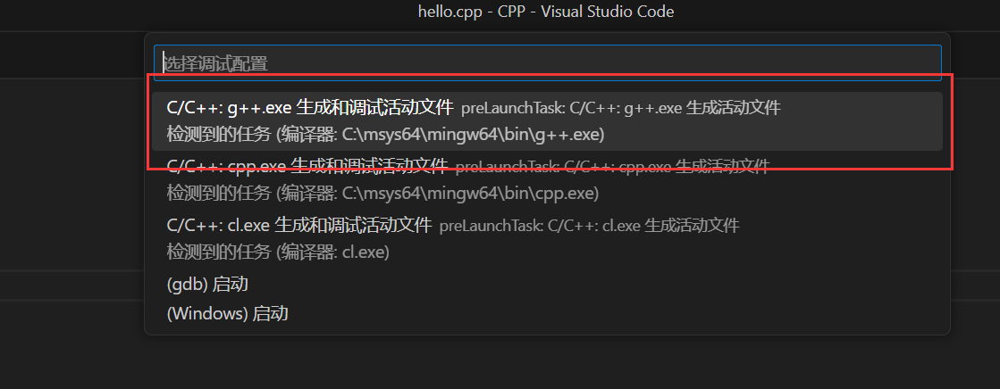 hello.cpp - CPP - Visual Studio Code
选择调试配置
C/C++: g++.exe 生成和调试活动文件 preLaunchTask: C/C++: g++.exe 生成活动文件
检测到的任务 (编译器: C:\msys64\mingw64\bin\g++.exe)
C/C++: cpp.exe 生成和调试活动文件 preLaunchTask: C/C++: cpp.exe 生成活动文件
检测到的任务 (编译器: C:\msys64\mingw64\bin\cpp.exe)
C/C++: cl.exe 生成和调试活动文件 preLaunchTask: C/C++: cl.exe 生成活动文件
检测到的任务 (编译器: cl.exe)
(gdb) 启动
(Windows) 启动